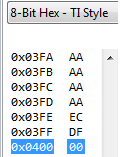 8-Bit Hex - TI Style
0x03FA AA
0x03FB AA
0x03FC AA
0x03FD AA
0x03FE EC
0x03FF DF
0x0400 00